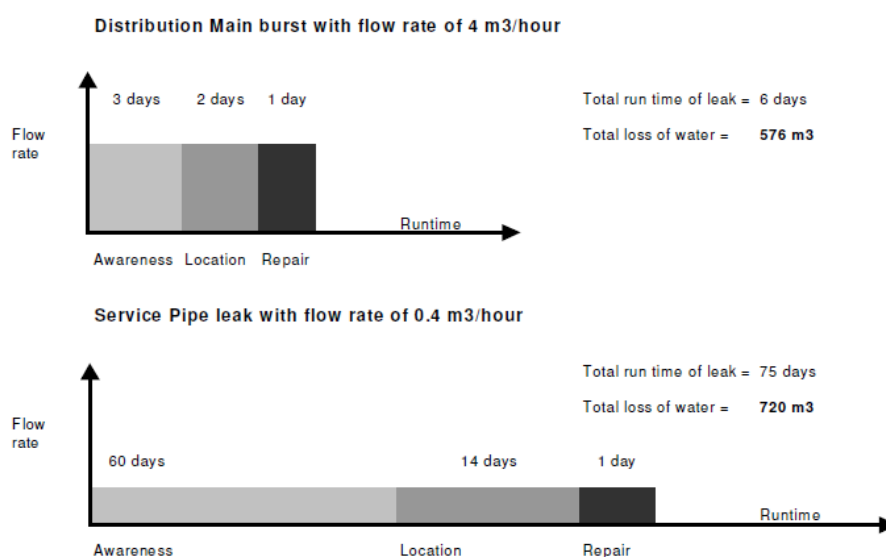 Distribution Main burst with flow rate of 4 m3/hour
3 days 2 days 1 day
Total run time of leak = 6 days
Flow
rate
Total loss of water = 576 m3
Runtime
Awareness Location Repair
Service Pipe leak with flow rate of 0.4 m3/hour
Total run time of leak = 75 days
Total loss of water = 720 m3
Flow
rate
60 days 14 days 1 day
Runtime
Awareness Location Repair